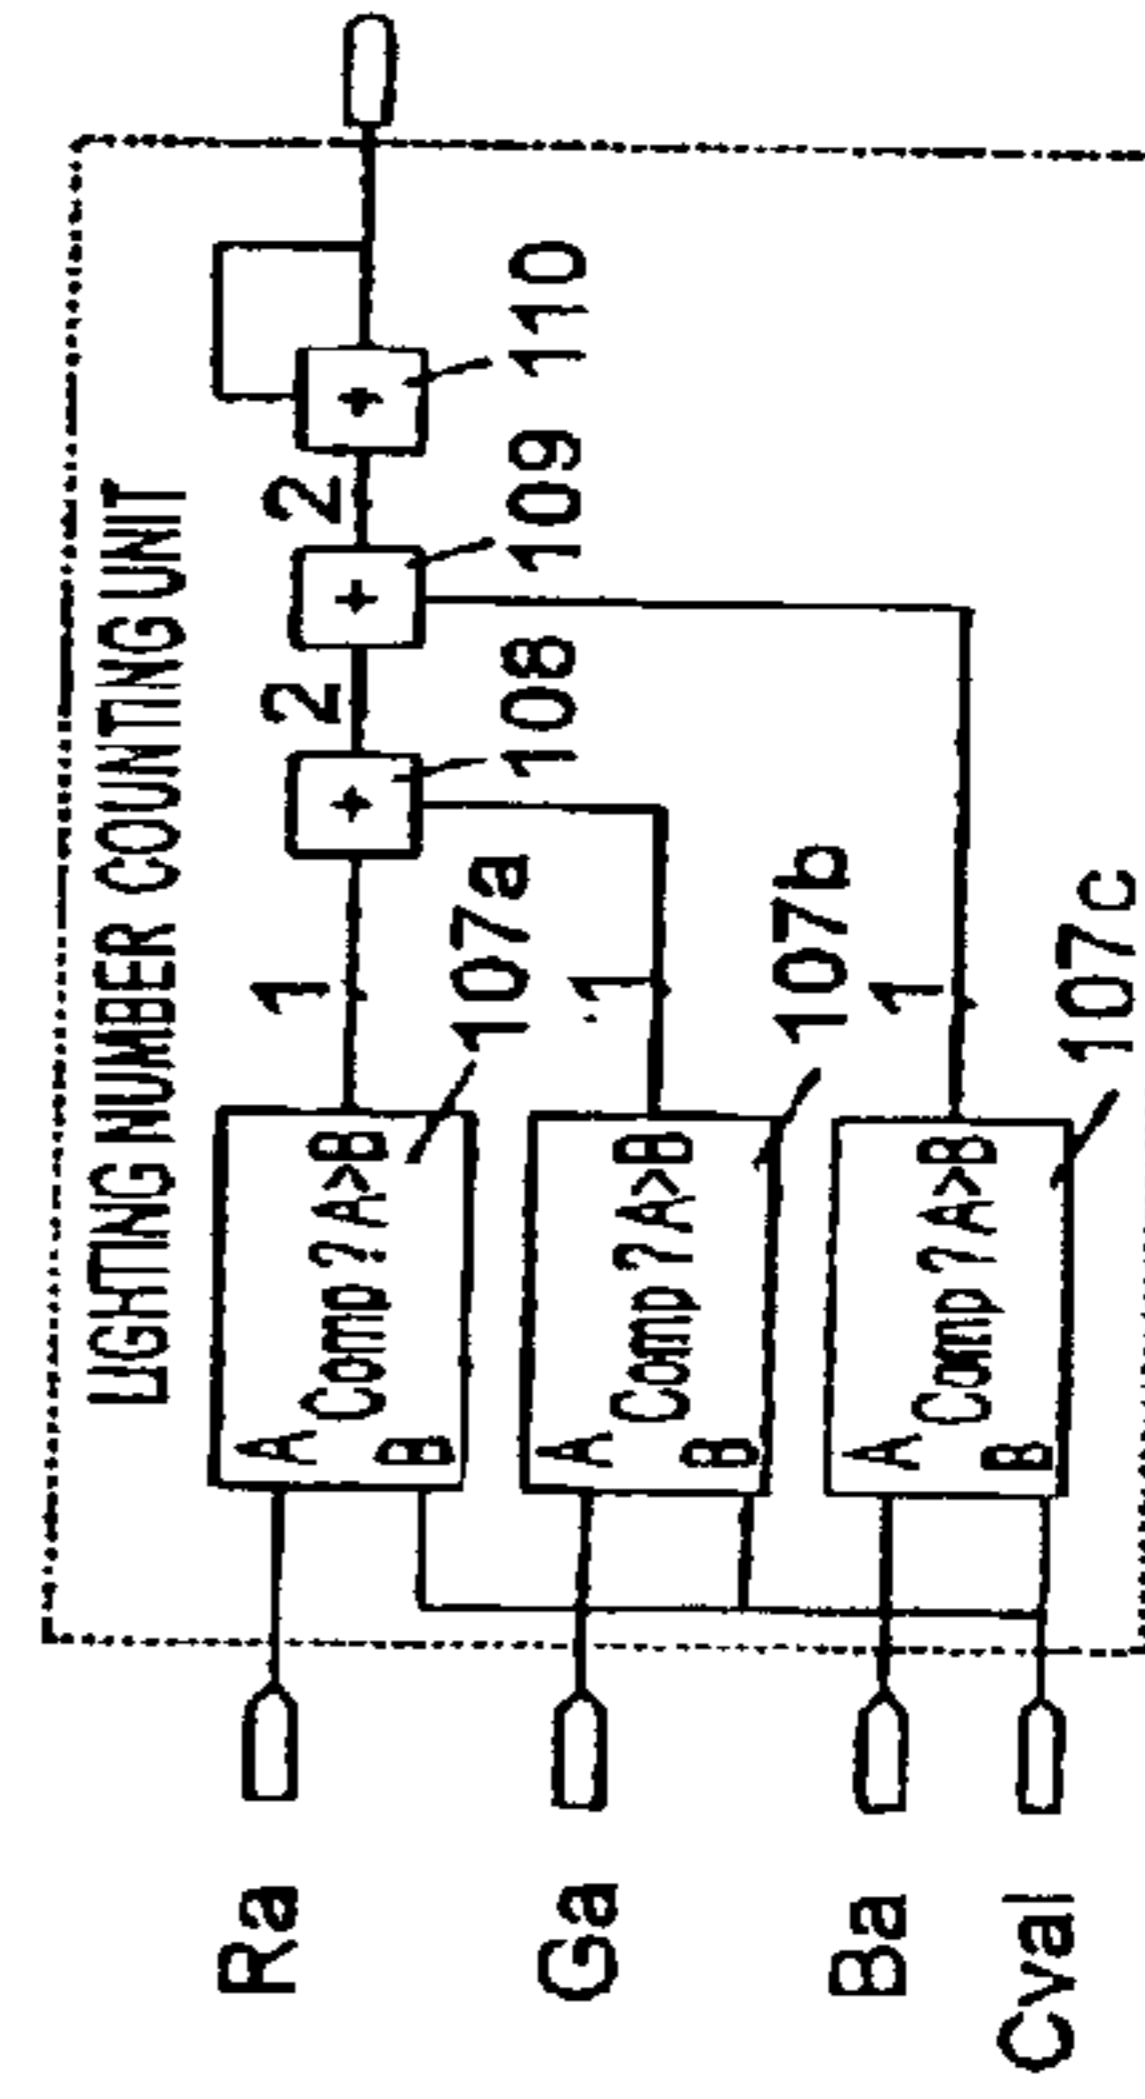 LIGHTING NUMBER COUNTING UNIT
Ra
A
Comp ? A>B
B
107a
1
+
108
2
+
109
2
+
110
Ga
A
Comp ? A>B
B
107b
1
Ba
A
Comp ? A>B
B
107c
1
Cval